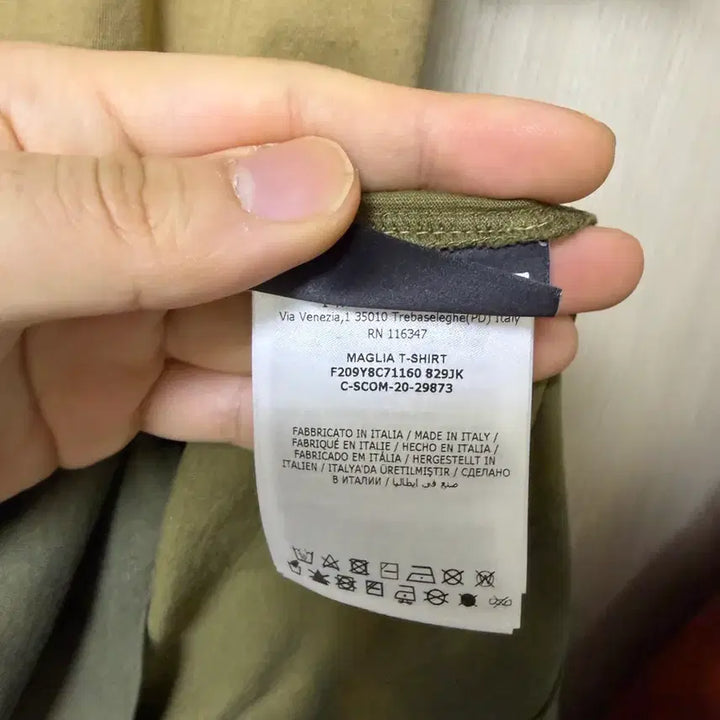 Via Venezia,1 35010 Trebaseleghe(PD) Italy
RN 116347
MAGLIA T-SHIRT
F209Y8C71160 829JK
C-SCOM-20-29873
FABBRICATO IN ITALIA / MADE IN ITALY /
FABRIQUÉ EN ITALIE / HECHO EN ITALIA /
FABRICADO EM ITÁLIA / HERGESTELLT IN
ITALIEN / ITALYA'DA ÜRETILMIŞTIR / СДЕЛАНО
В ИТАЛИИ / صنع في ايطاليا